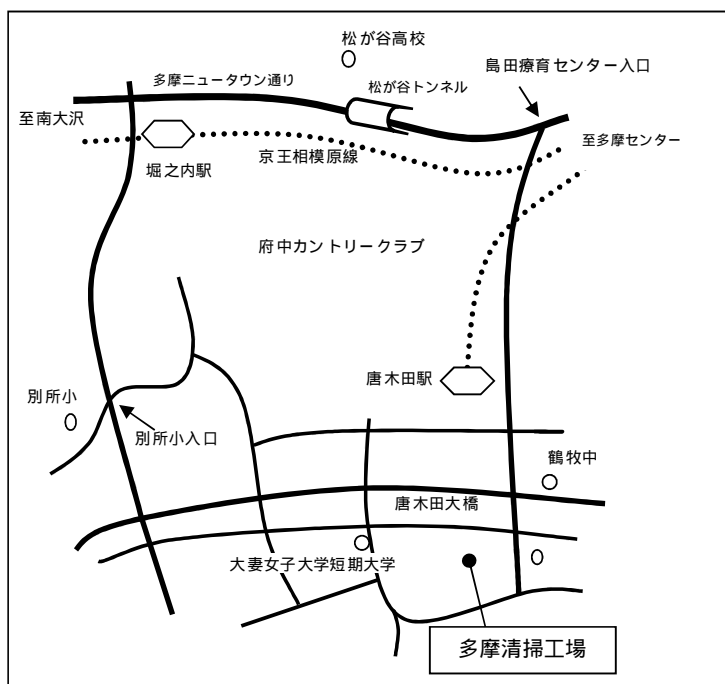 松が谷高校
島田療育センター入口
多摩ニュータウン通り
松が谷トンネル
至南大沢
至多摩センター
京王相模原線
堀之内駅
府中カントリークラブ
唐木田駅
別所小
別所小入口
鶴牧中
唐木田大橋
大妻女子大学短期大学
多摩清掃工場